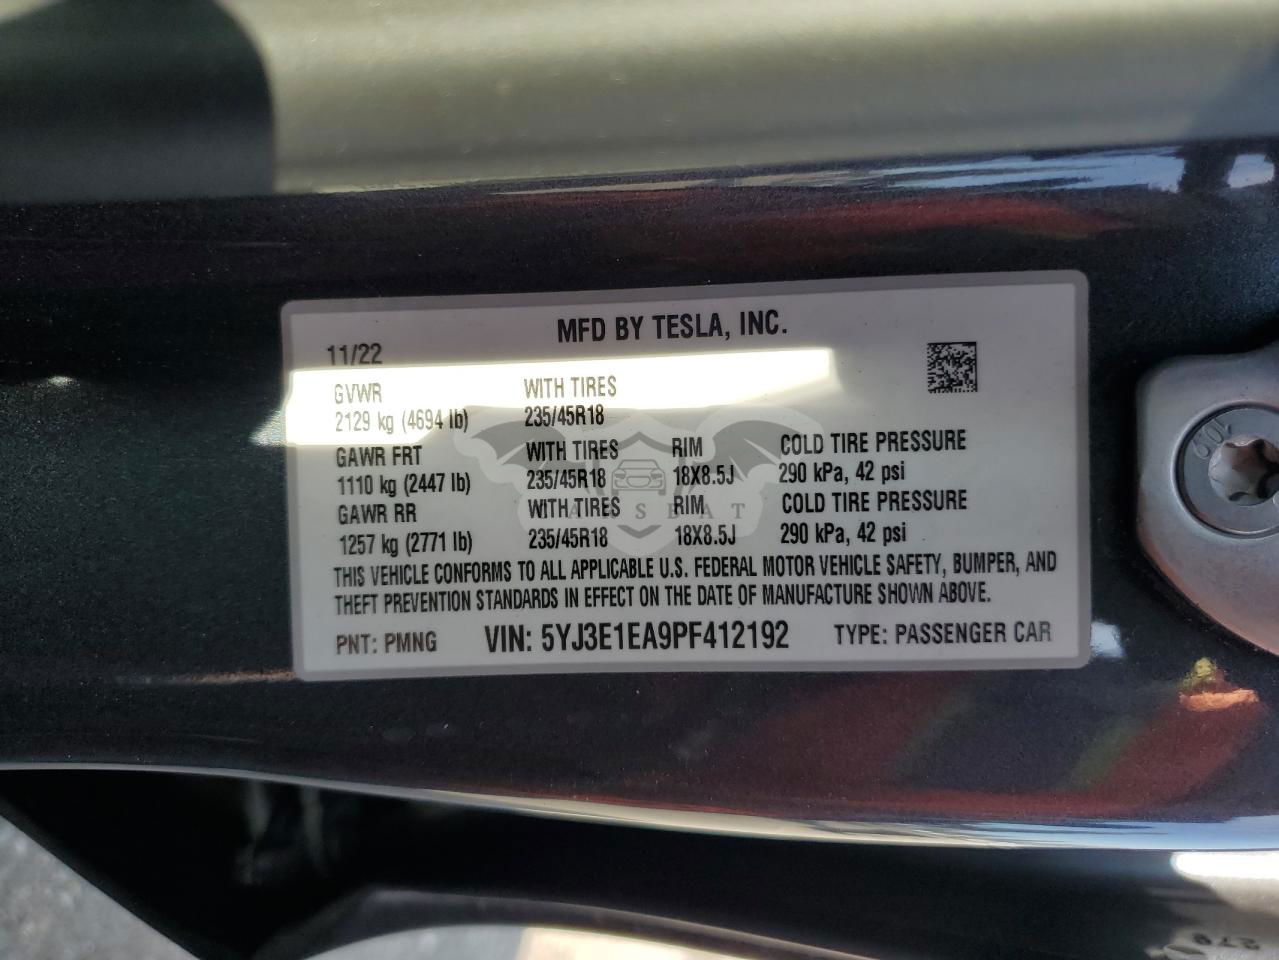 MFD BY TESLA, INC.
11/22
GVWR WITH TIRES
2129 kg (4694 lb) 235/45R18
GAWR FRT WITH TIRES RIM COLD TIRE PRESSURE
1110 kg (2447 lb) 235/45R18 18X8.5J 290 kPa, 42 psi
GAWR RR WITH TIRES RIM COLD TIRE PRESSURE
1257 kg (2771 lb) 235/45R18 18X8.5J 290 kPa, 42 psi
THIS VEHICLE CONFORMS TO ALL APPLICABLE U.S. FEDERAL MOTOR VEHICLE SAFETY, BUMPER, AND
THEFT PREVENTION STANDARDS IN EFFECT ON THE DATE OF MANUFACTURE SHOWN ABOVE.
PNT: PMNG VIN: 5YJ3E1EA9PF412192 TYPE: PASSENGER CAR